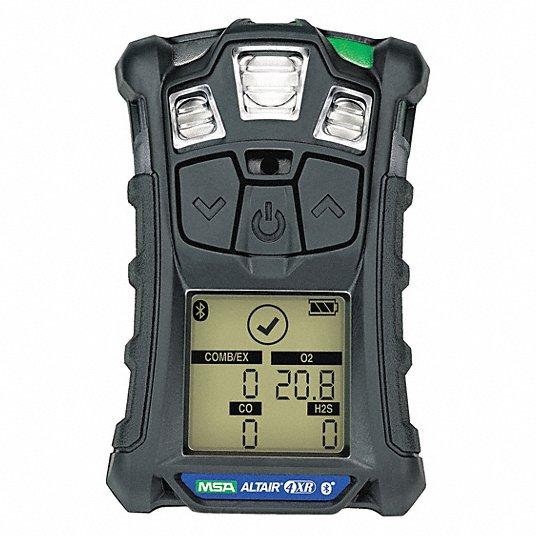 COMB/EX O2
0 20.8
CO H2S
0 0
MSA ALTAIR 4XR